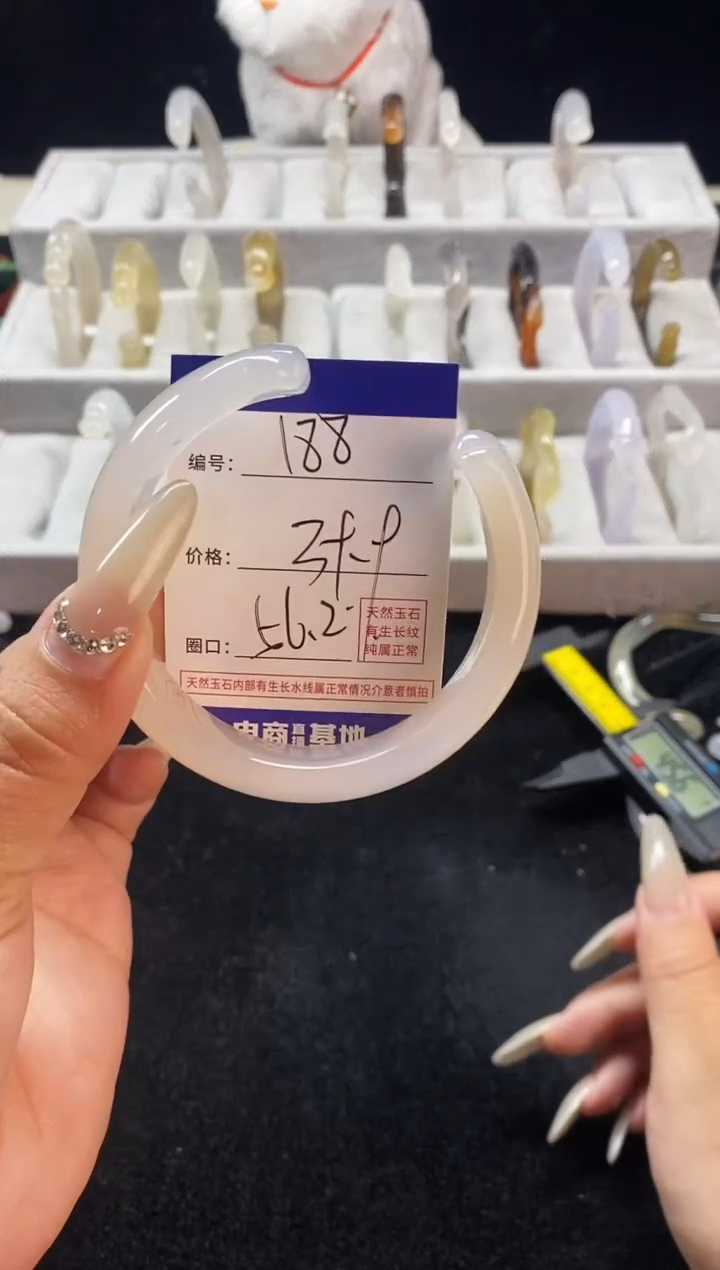 编号: 188
价格:
圈口: 56.2
天然玉石
有生长纹
纯属正常
天然玉石内部有生长水线属正常情况介意者慎拍
电商 基地